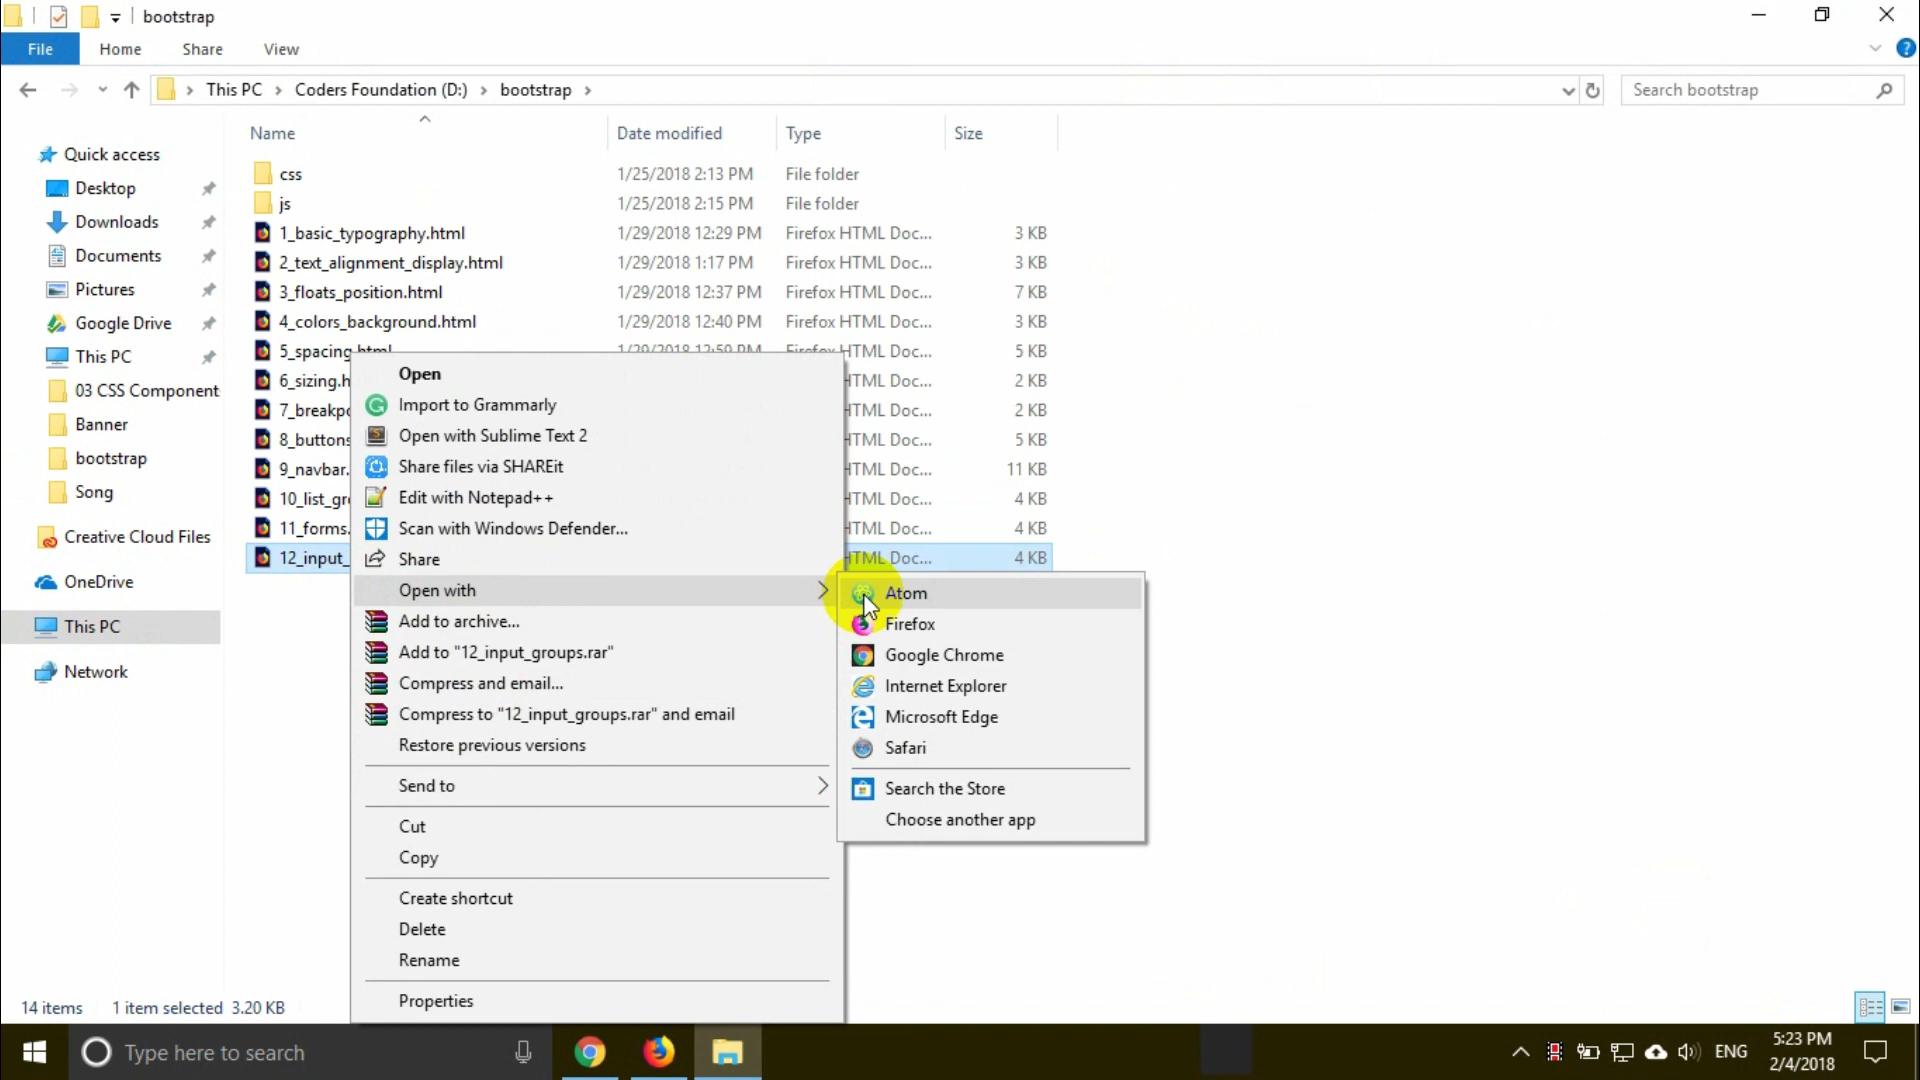 bootstrap
File Home Share View
This PC Coders Foundation (D:) bootstrap
Search bootstrap
Name Date modified Type Size
Quick access
Desktop
Downloads
Documents
Pictures
Google Drive
This PC
03 CSS Component
Banner
bootstrap
Song
Creative Cloud Files
OneDrive
This PC
Network
css 1/25/2018 2:13 PM File folder
js 1/25/2018 2:15 PM File folder
1_basic_typography.html 1/29/2018 12:29 PM Firefox HTML Doc... 3 KB
2_text_alignment_display.html 1/29/2018 1:17 PM Firefox HTML Doc... 3 KB
3_floats_position.html 1/29/2018 12:37 PM Firefox HTML Doc... 7 KB
4_colors_background.html 1/29/2018 12:40 PM Firefox HTML Doc... 3 KB
5_spacing.html 1/29/2018 12:59 PM Firefox HTML Doc... 5 KB
6_sizing.h HTML Doc... 2 KB
7_breakpo HTML Doc... 2 KB
8_buttons HTML Doc... 5 KB
9_navbar. HTML Doc... 11 KB
10_list_gr HTML Doc... 4 KB
11_forms. HTML Doc... 4 KB
12_input_ HTML Doc... 4 KB
Open
Import to Grammarly
Open with Sublime Text 2
Share files via SHAREit
Edit with Notepad++
Scan with Windows Defender...
Share
Open with
Add to archive...
Add to "12_input_groups.rar"
Compress and email...
Compress to "12_input_groups.rar" and email
Restore previous versions
Send to
Cut
Copy
Create shortcut
Delete
Rename
Properties
Atom
Firefox
Google Chrome
Internet Explorer
Microsoft Edge
Safari
Search the Store
Choose another app
14 items 1 item selected 3.20 KB
Type here to search
ENG
5:23 PM
2/4/2018